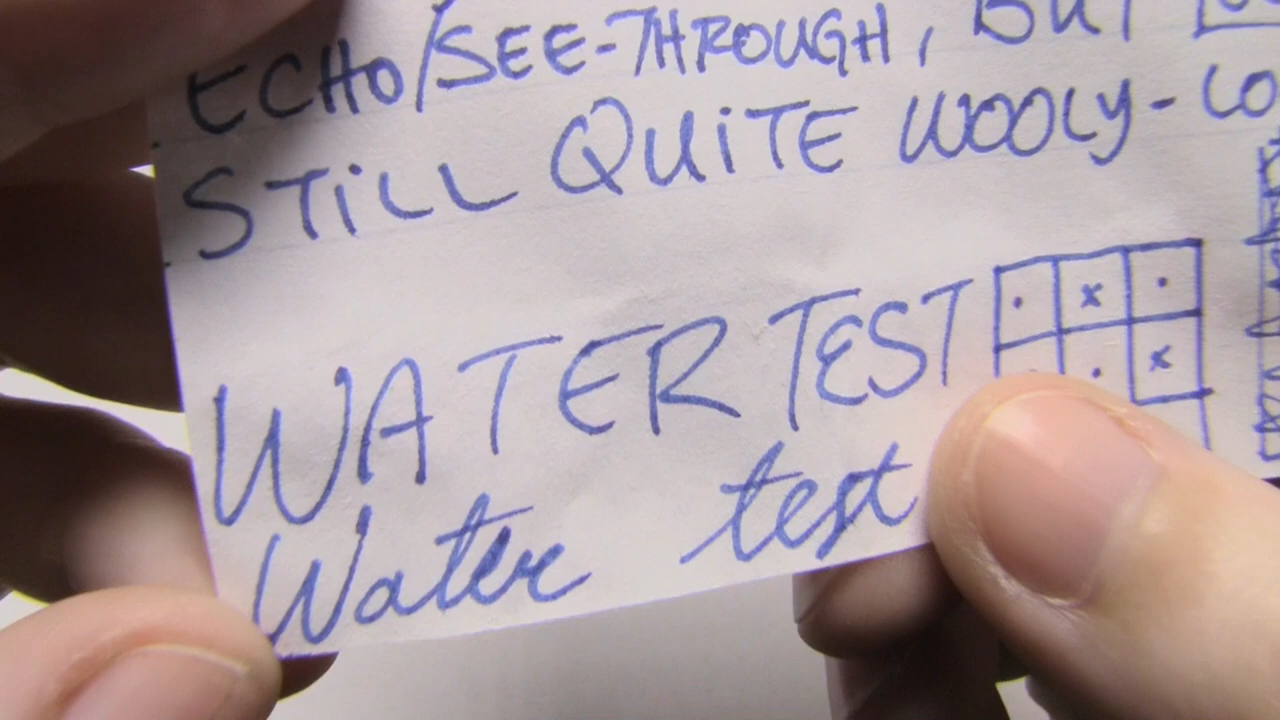 ECHO/SEE-THROUGH, BUT
STiLL QUiTE WOOLY-
WATER TEST
Water test